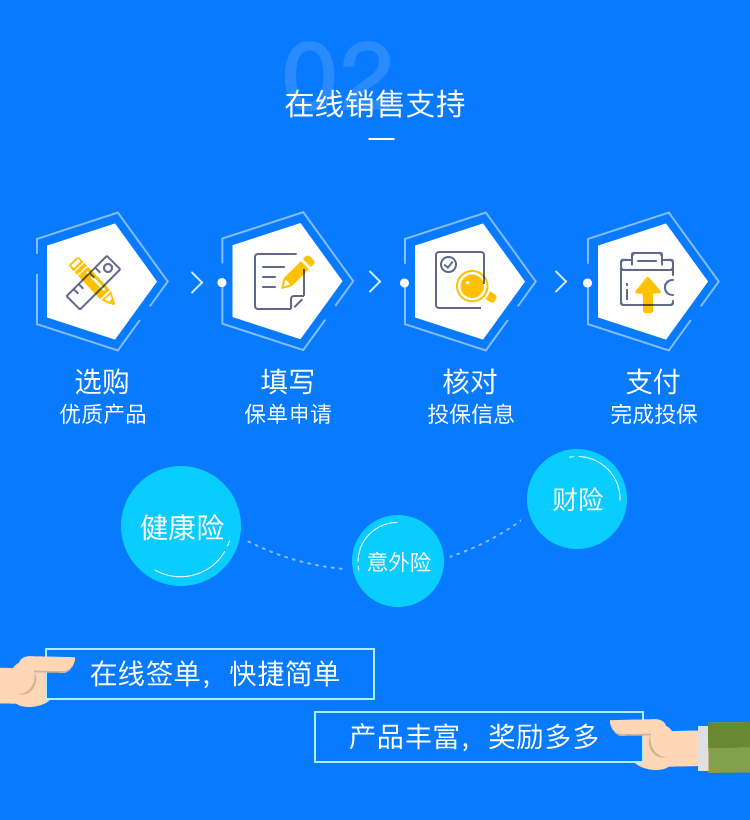 02
在线销售支持
选购
优质产品
填写
保单申请
核对
投保信息
支付
完成投保
健康险
意外险
财险
在线签单，快捷简单
产品丰富，奖励多多